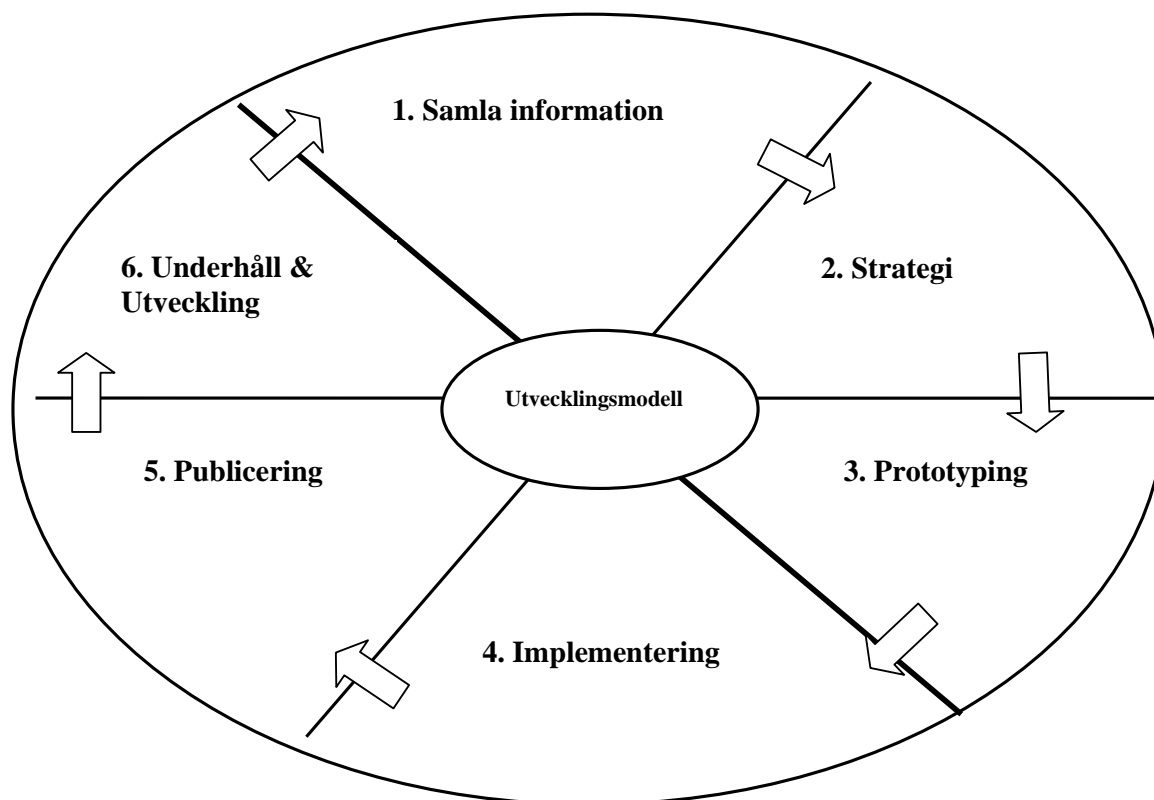 1. Samla information
2. Strategi
3. Prototyping
4. Implementering
5. Publicering
6. Underhåll &
Utveckling
Utvecklingsmodell